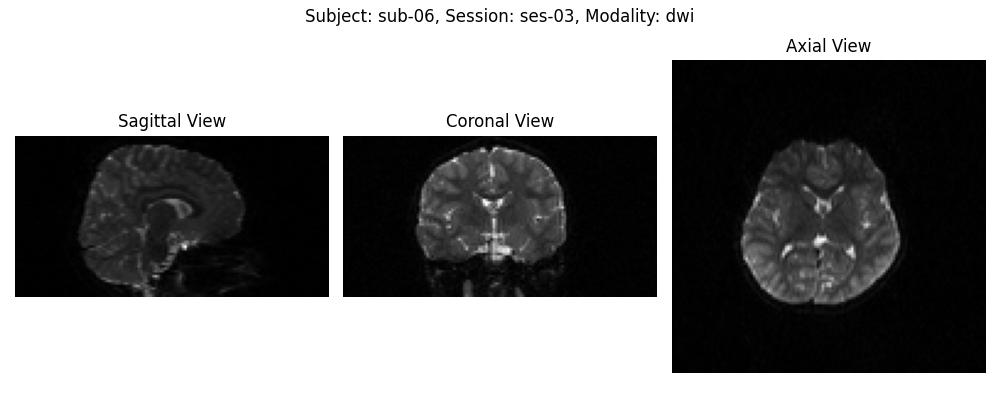 Subject: sub-06, Session: ses-03, Modality: dwi
Sagittal View
Coronal View
Axial View